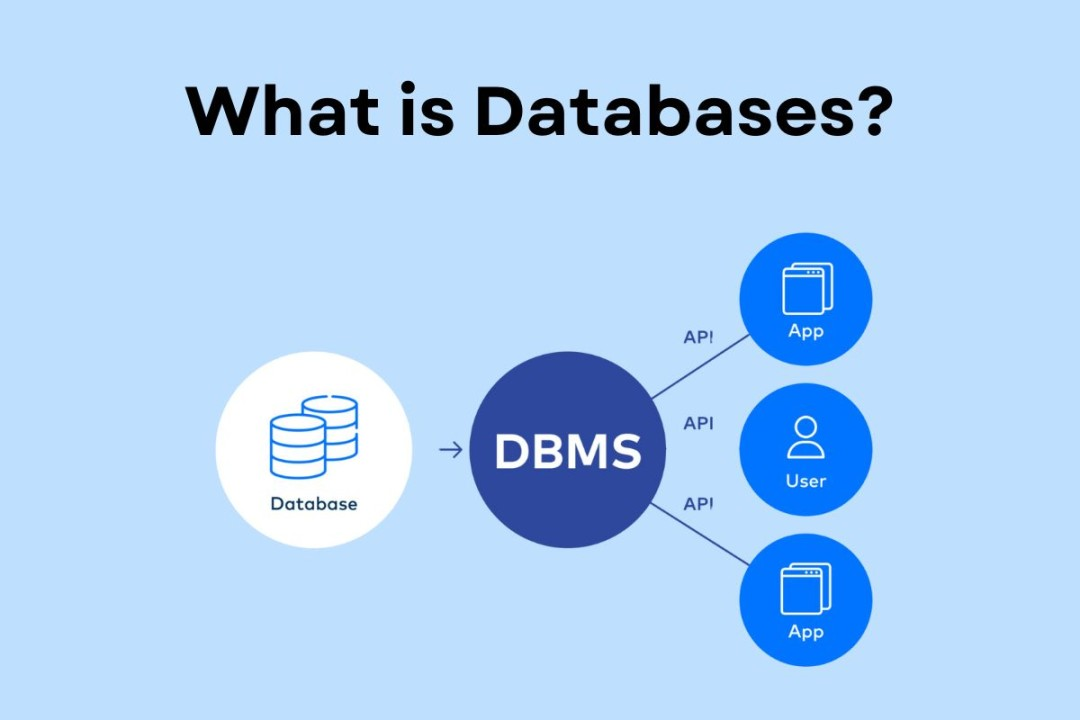 What is Databases?
Database
DBMS
API
API
API
App
User
App